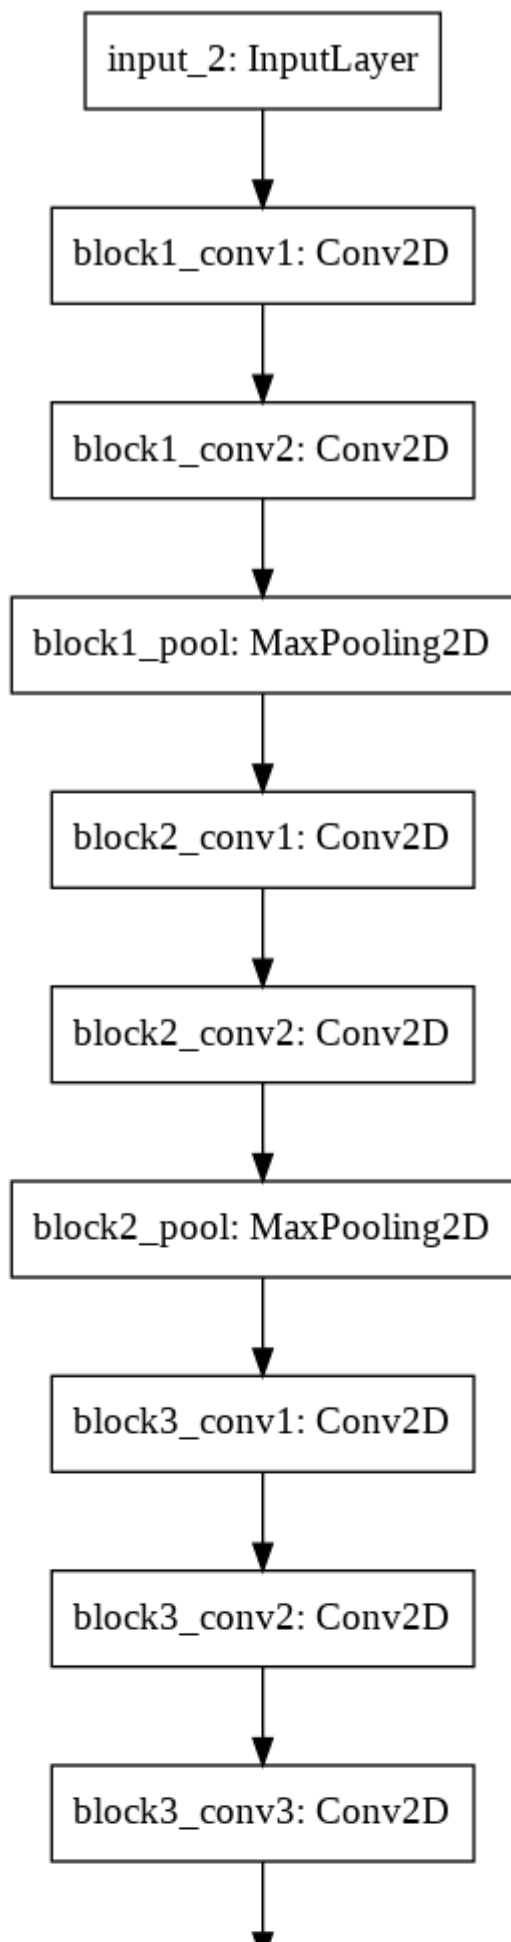 input_2: InputLayer
block1_conv1: Conv2D
block1_conv2: Conv2D
block1_pool: MaxPooling2D
block2_conv1: Conv2D
block2_conv2: Conv2D
block2_pool: MaxPooling2D
block3_conv1: Conv2D
block3_conv2: Conv2D
block3_conv3: Conv2D